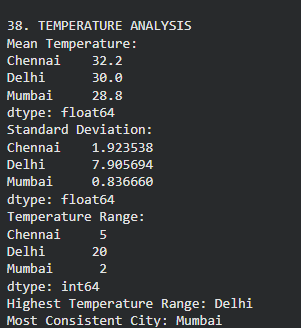 38. TEMPERATURE ANALYSIS
Mean Temperature:
Chennai    32.2
Delhi      30.0
Mumbai     28.8
dtype: float64
Standard Deviation:
Chennai    1.923538
Delhi      7.905694
Mumbai     0.836660
dtype: float64
Temperature Range:
Chennai     5
Delhi      20
Mumbai      2
dtype: int64
Highest Temperature Range: Delhi
Most Consistent City: Mumbai